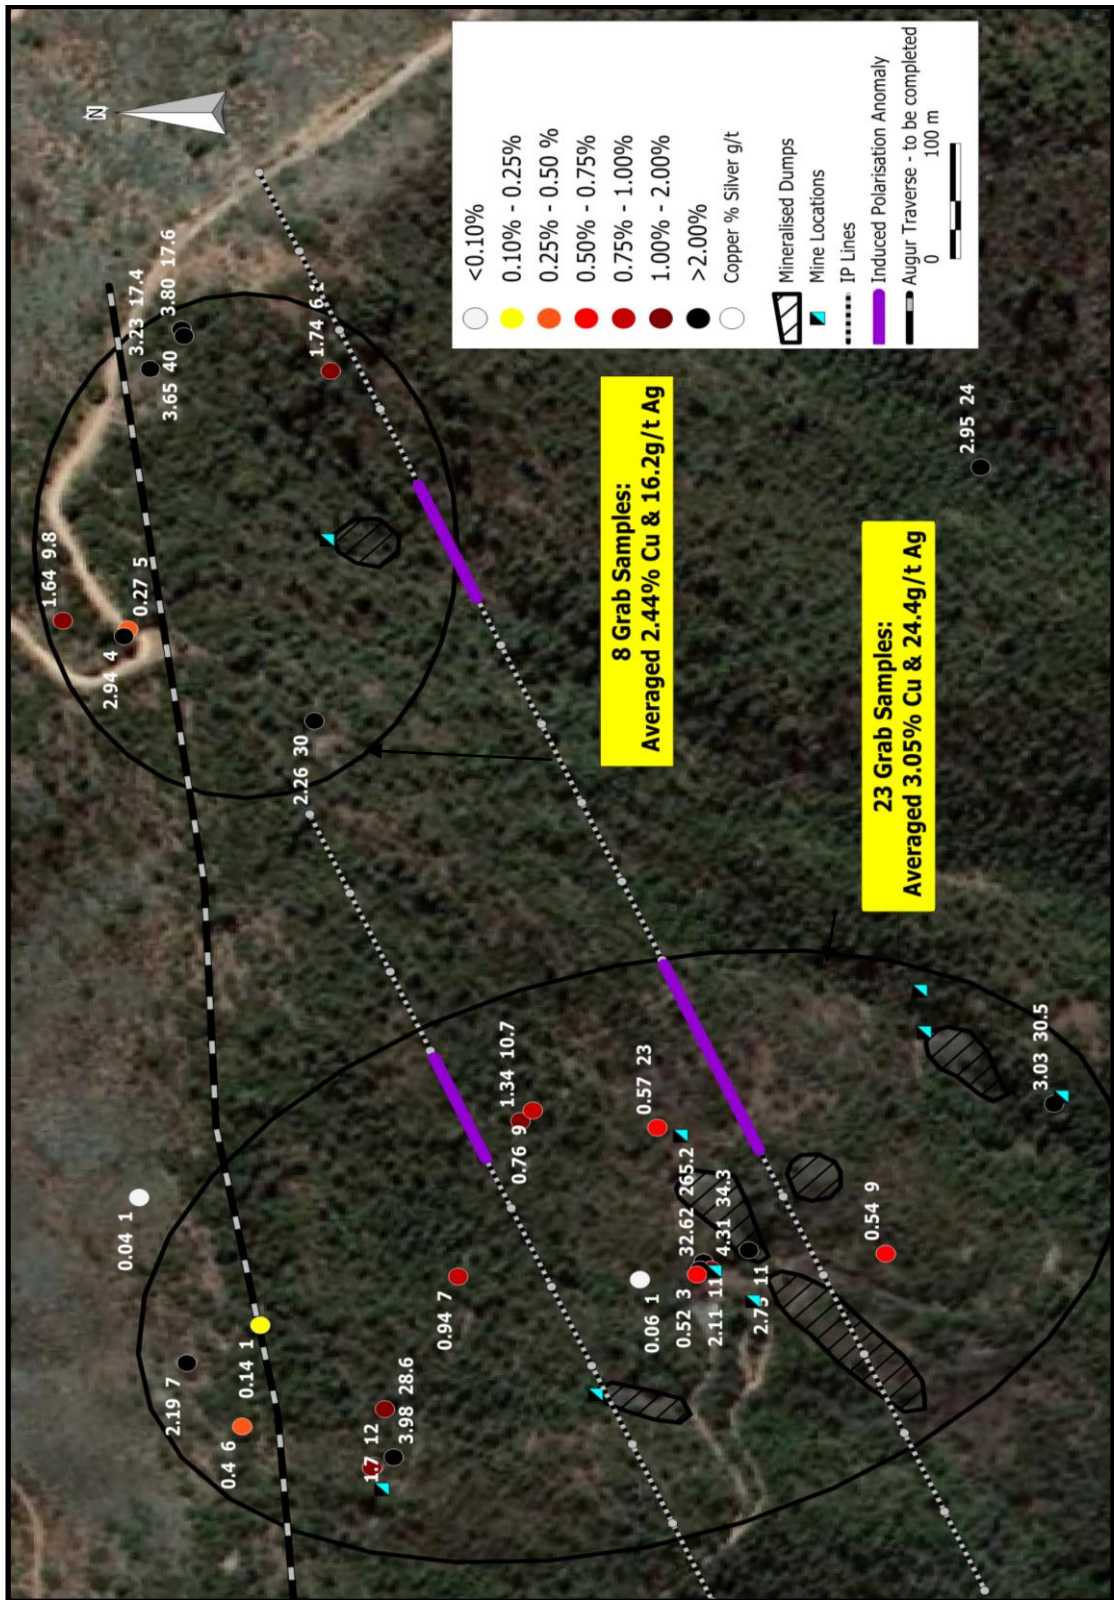 N
1.64 9.8
2.94 4
0.27 5
3.23 17.4
3.80 17.6
3.65 40
0.04 1
2.19 7
0.4 6
0.14 1
2.26 30
1.74 6.1
1.7 12
3.98 28.6
0.94 7
1.34 10.7
0.76 9
0.57 23
0.06 1
0.52 3
32.62 265.2
2.11 11
4.31 34.3
2.75 11
0.54 9
2.95 24
3.03 30.5
8 Grab Samples:
Averaged 2.44% Cu & 16.2g/t Ag
23 Grab Samples:
Averaged 3.05% Cu & 24.4g/t Ag
<0.10%
0.10% - 0.25%
0.25% - 0.50 %
0.50% - 0.75%
0.75% - 1.00%
1.00% - 2.00%
>2.00%
Copper % Silver g/t
Mineralised Dumps
Mine Locations
IP Lines
Induced Polarisation Anomaly
Augur Traverse - to be completed
0 100 m